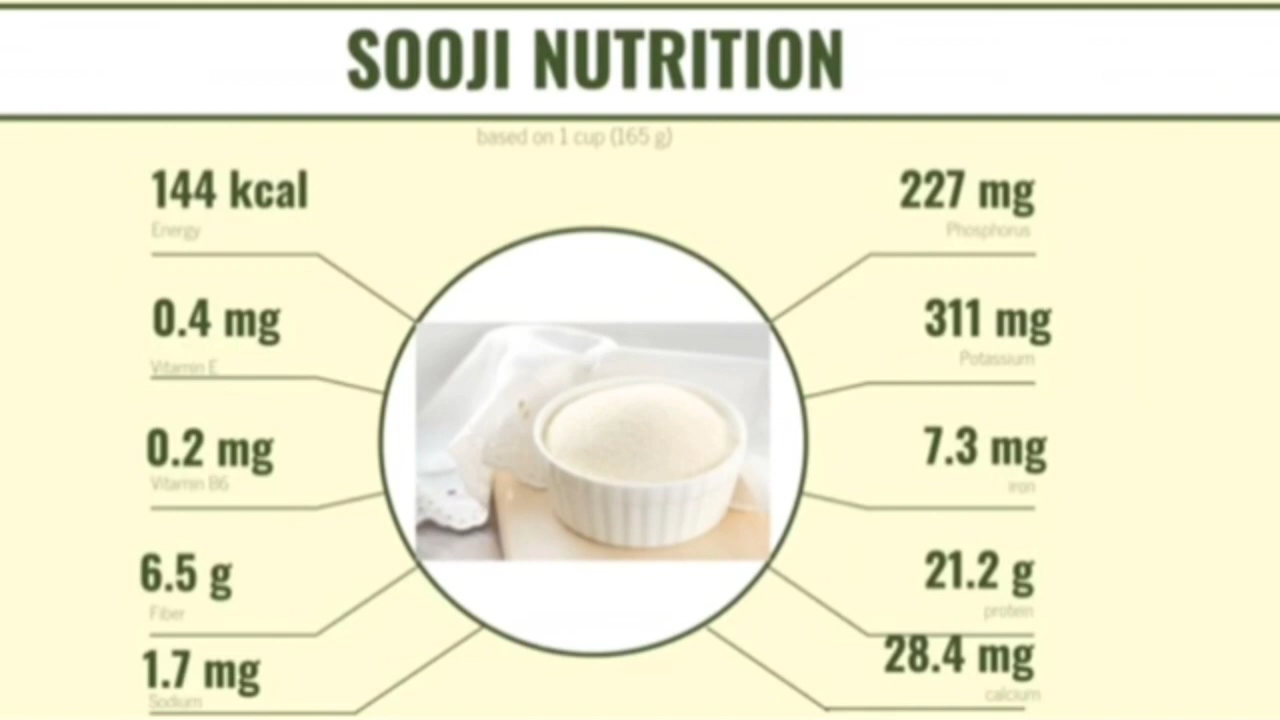 SOOJI NUTRITION
based on 1 cup (165 g)
144 kcal
Energy
0.4 mg
Vitamin E
0.2 mg
Vitamin B6
6.5 g
Fiber
1.7 mg
Sodium
227 mg
Phosphorus
311 mg
Potassium
7.3 mg
iron
21.2 g
protein
28.4 mg
calcium